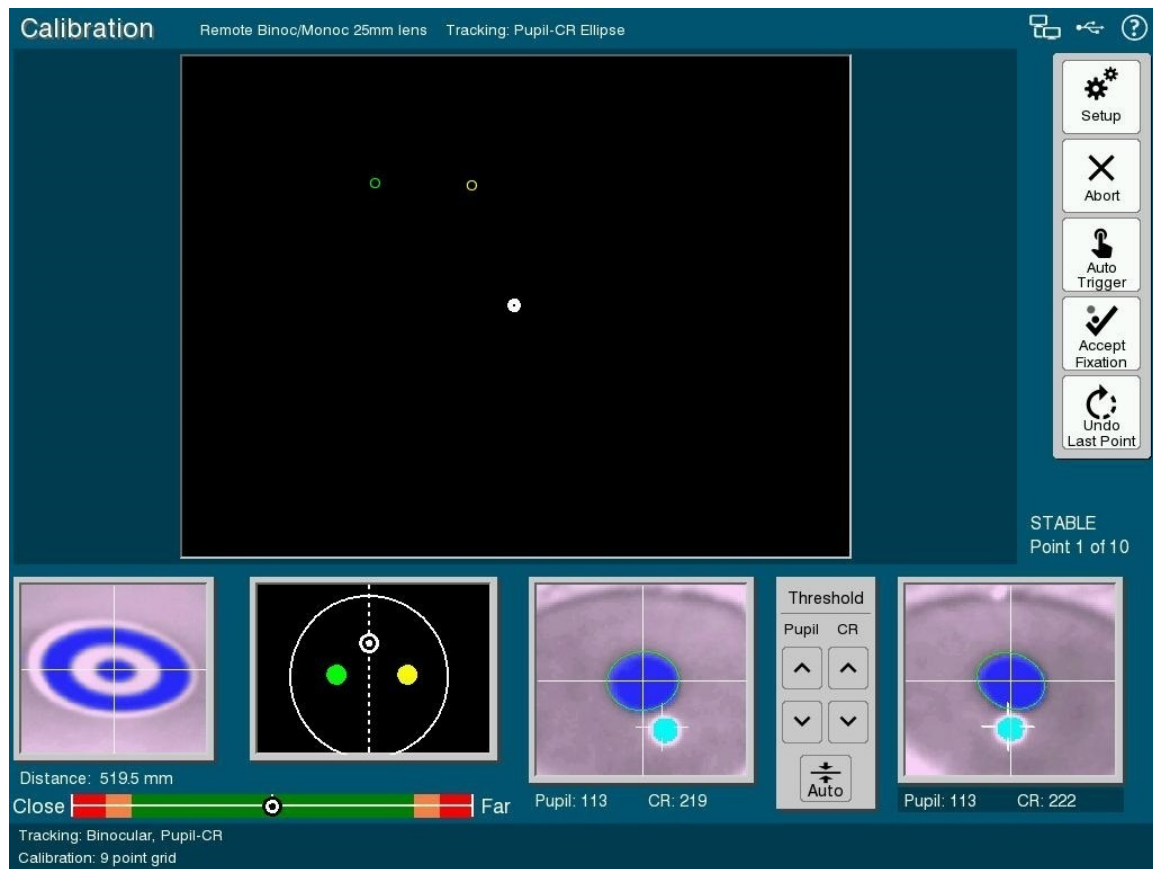 Calibration
Remote Binoc/Monoc 25mm lens Tracking: Pupil-CR Ellipse
?
Setup
Abort
Auto
Trigger
Accept
Fixation
Undo
Last Point
STABLE
Point 1 of 10
Threshold
Pupil CR
Auto
Distance: 519.5 mm
Close Far
Pupil: 113 CR: 219
Pupil: 113 CR: 222
Tracking: Binocular, Pupil-CR
Calibration: 9 point grid